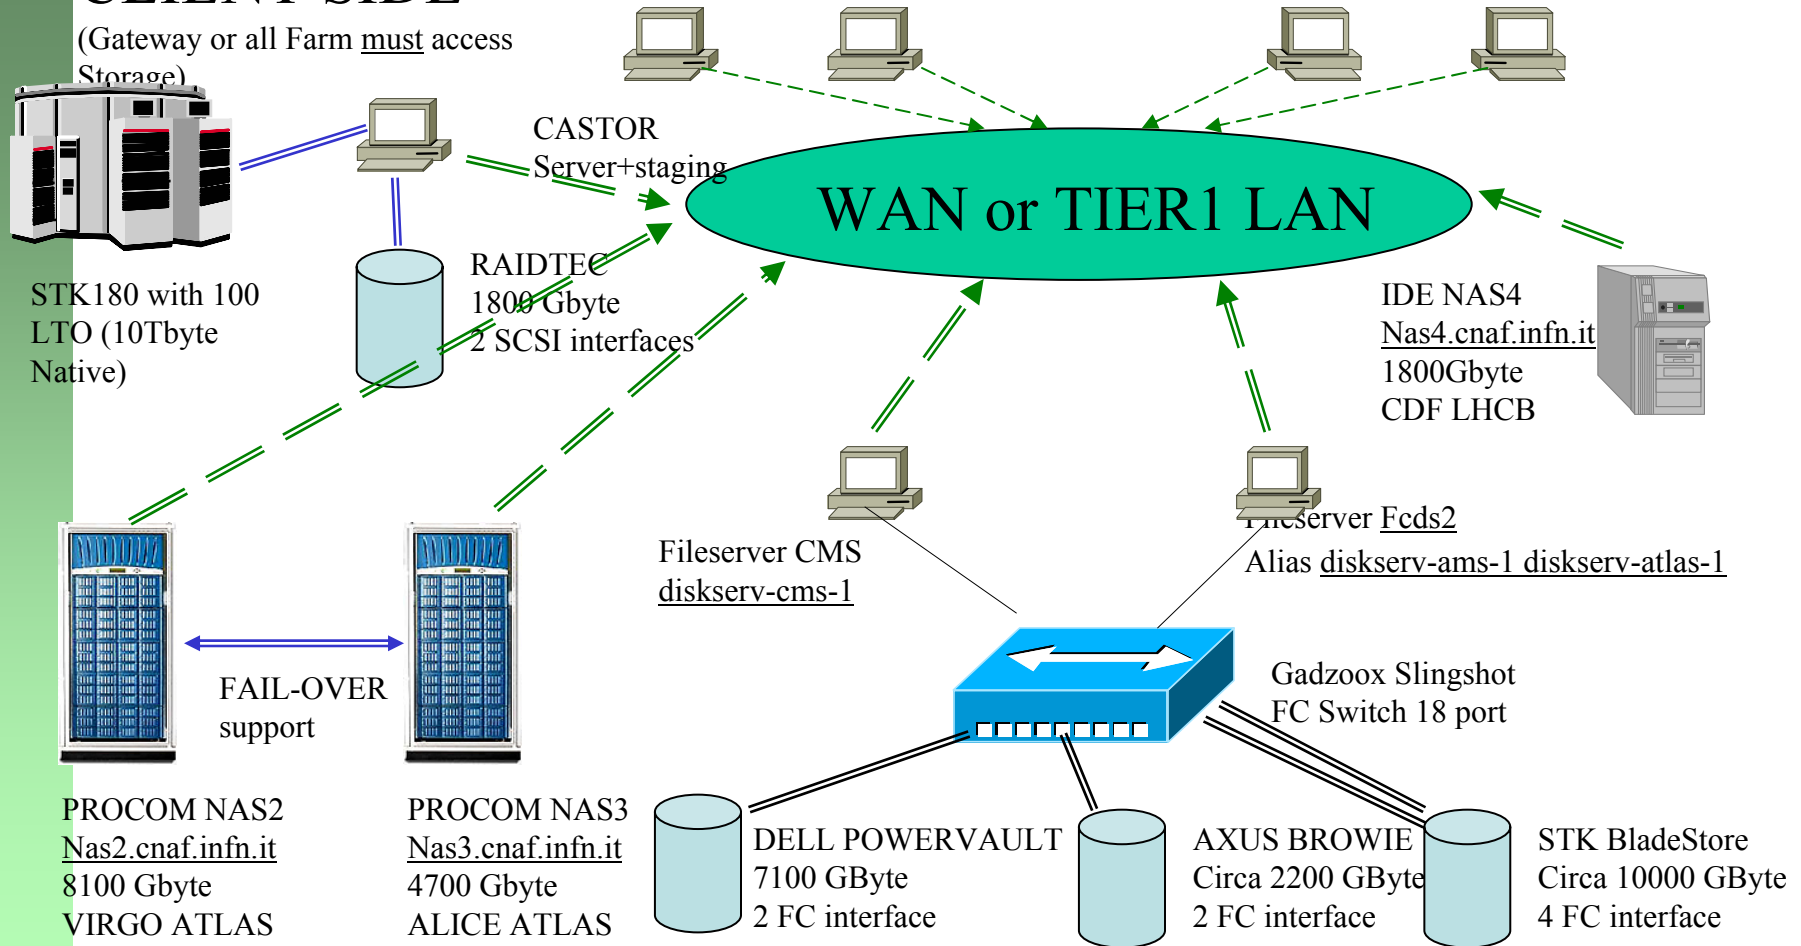 CLIENT SIDE
(Gateway or all Farm must access
Storage)
CASTOR
Server+staging
WAN or TIER1 LAN
STK180 with 100
LTO (10Tbyte
Native)
RAIDTEC
1800 Gbyte
2 SCSI interfaces
IDE NAS4
Nas4.cnaf.infn.it
1800Gbyte
CDF LHCB
Fileserver CMS
diskserv-cms-1
Fileserver Fcds2
Alias diskserv-ams-1 diskserv-atlas-1
FAIL-OVER
support
Gadzoox Slingshot
FC Switch 18 port
PROCOM NAS2
Nas2.cnaf.infn.it
8100 Gbyte
VIRGO ATLAS
PROCOM NAS3
Nas3.cnaf.infn.it
4700 Gbyte
ALICE ATLAS
DELL POWERVAULT
7100 GByte
2 FC interface
AXUS BROWIE
Circa 2200 GByte
2 FC interface
STK BladeStore
Circa 10000 GByte
4 FC interface